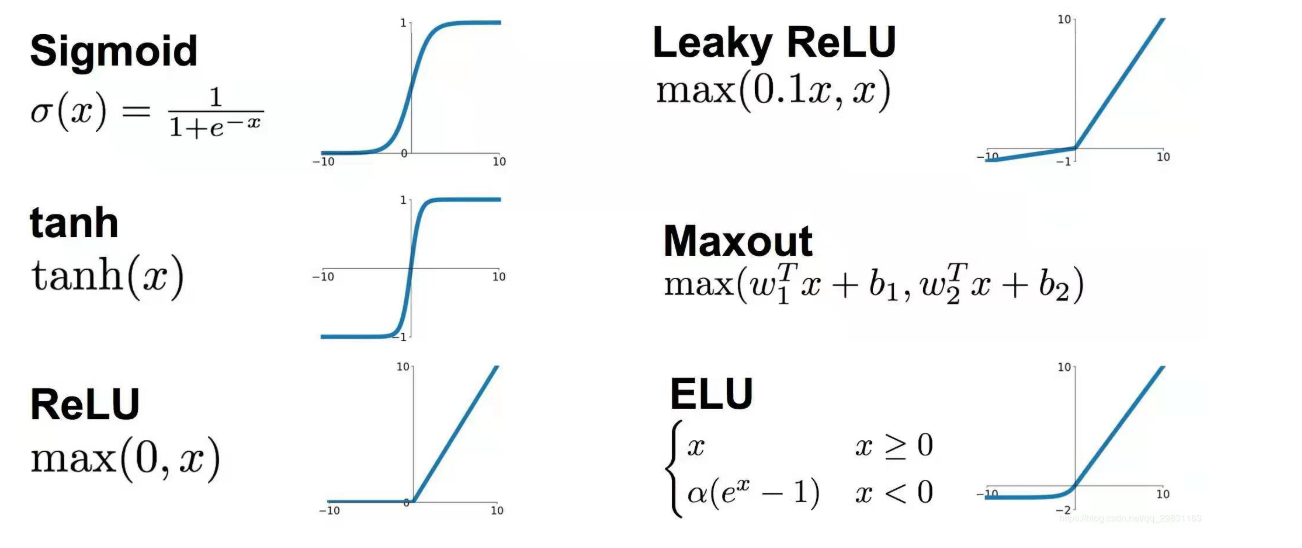 Sigmoid
σ(x) = 1/(1+e^{-x})
1
0
-10
10
tanh
tanh(x)
1
-10
10
-1
ReLU
max(0, x)
10
0
-10
10
Leaky ReLU
max(0.1x, x)
10
-10
-1
10
Maxout
max(w_1^T x + b_1, w_2^T x + b_2)
ELU
{ x x ≥ 0
α(e^x − 1) x < 0
10
-10
10
-2